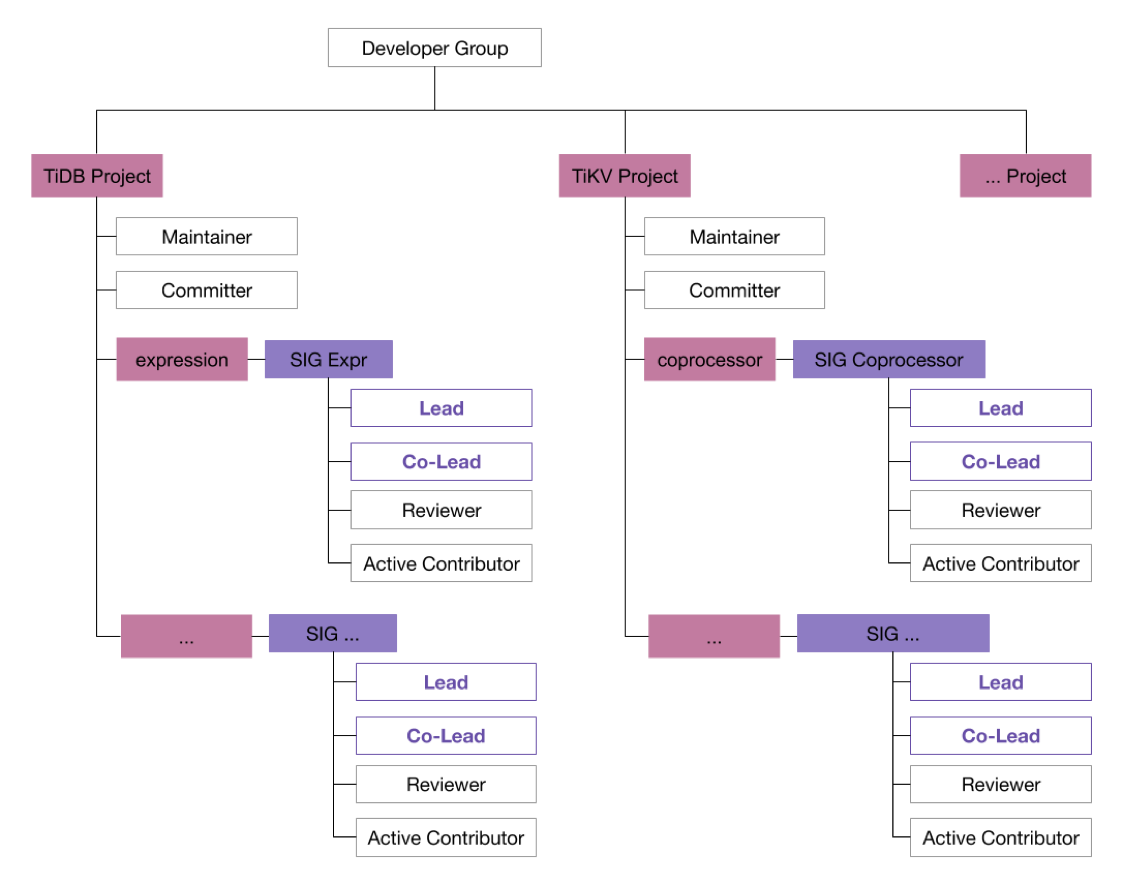 Developer Group
TiDB Project
TiKV Project
... Project
Maintainer
Committer
expression
SIG Expr
Lead
Co-Lead
Reviewer
Active Contributor
...
SIG ...
Lead
Co-Lead
Reviewer
Active Contributor
Maintainer
Committer
coprocessor
SIG Coprocessor
Lead
Co-Lead
Reviewer
Active Contributor
...
SIG ...
Lead
Co-Lead
Reviewer
Active Contributor